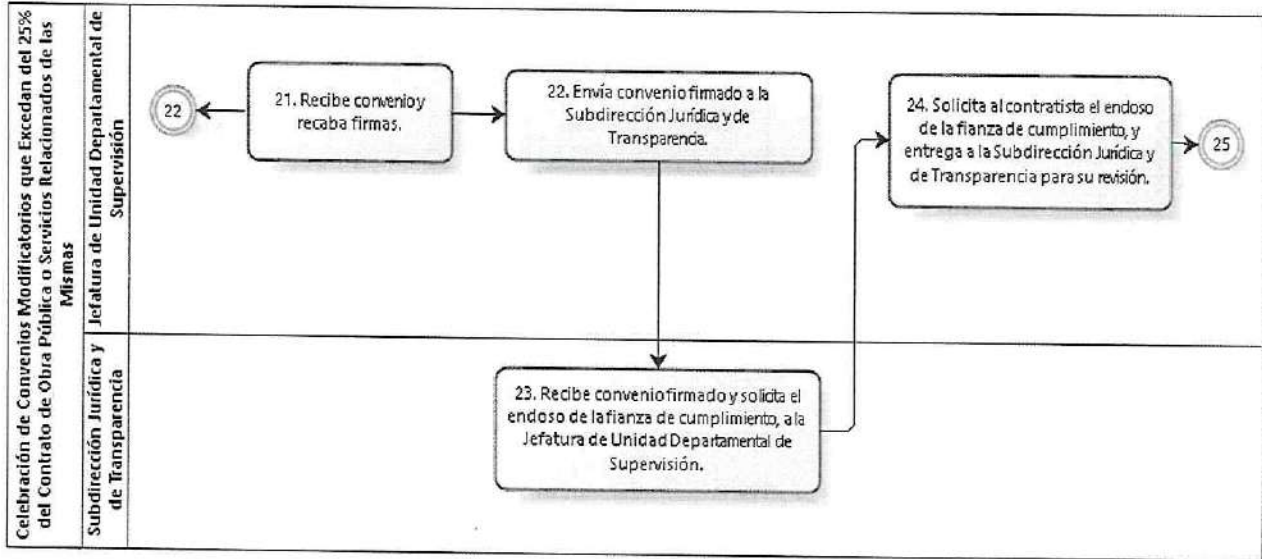 Celebración de Convenios Modificatorios que Excedan del 25%
del Contrato de Obra Pública o Servicios Relacionados de las
Mismas
Jefatura de Unidad Departamental de
Supervisión
22
21. Recibe convenio y
recaba firmas.
22. Envía convenio firmado a la
Subdirección Jurídica y de
Transparencia.
24. Solicita al contratista el endoso
de la fianza de cumplimiento, y
entrega a la Subdirección Jurídica y
de Transparencia para su revisión.
25
Subdirección Jurídica y
de Transparencia
23. Recibe convenio firmado y solicita el
endoso de la fianza de cumplimiento, a la
Jefatura de Unidad Departamental de
Supervisión.